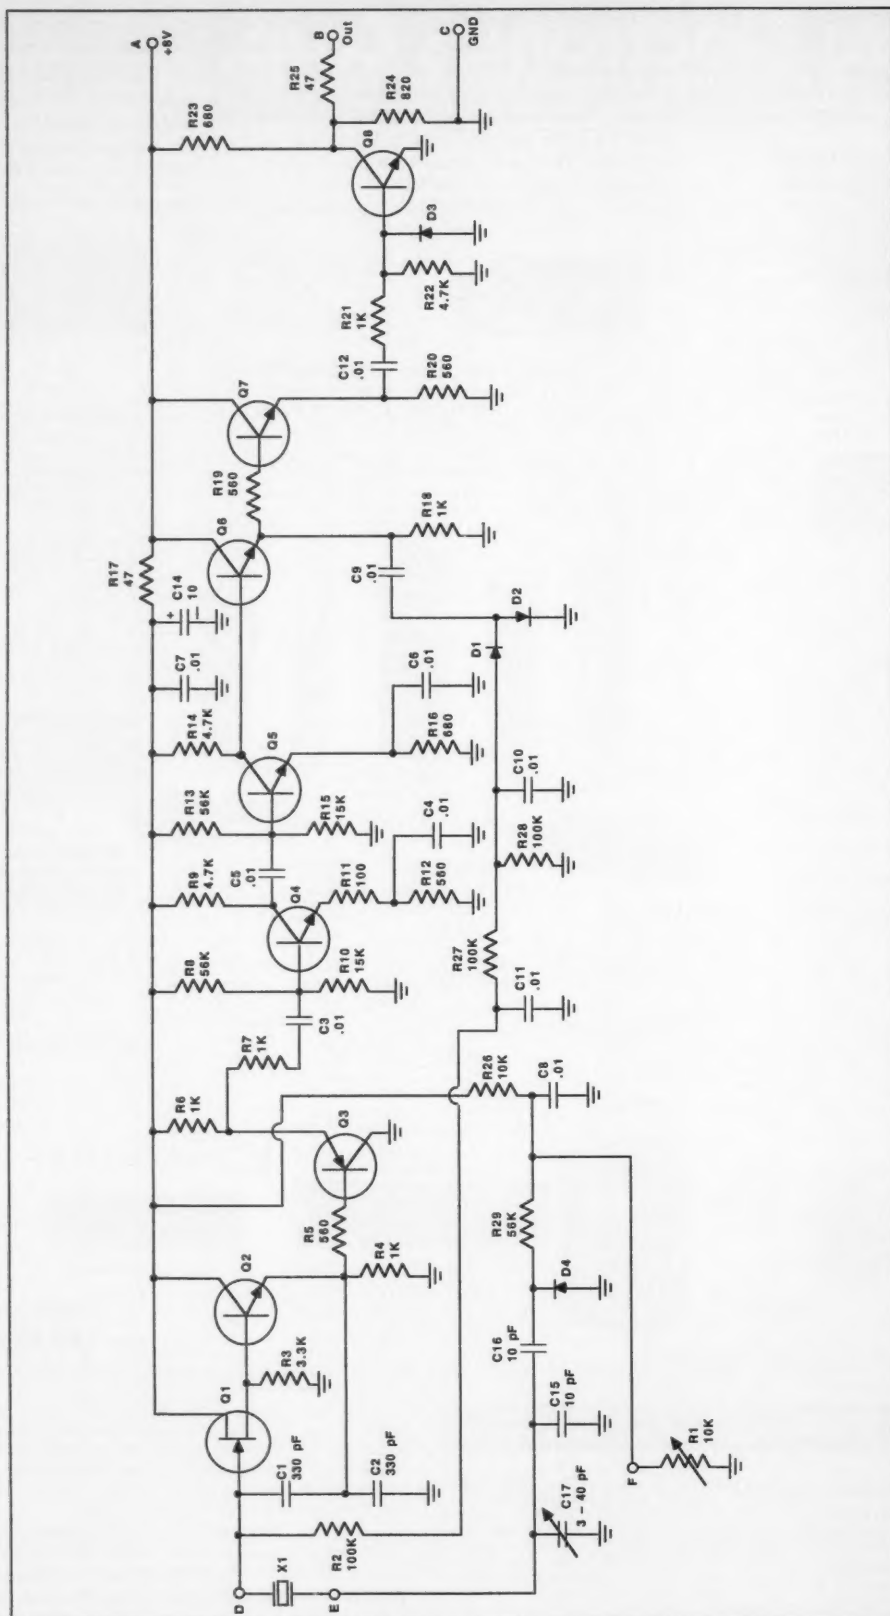 A
+8V
R17
47
R23
680
R25
47
B
Out
R24
820
C
GND
Q8
D3
R22
4.7K
R21
1K
C12
.01
R20
560
Q7
R19
560
Q6
R18
1K
C9
.01
D2
D1
C14
10
+
−
C7
.01
R14
4.7K
Q5
C6
.01
R16
680
R13
56K
R15
15K
C5
.01
R9
4.7K
Q4
R11
100
C4
.01
R12
560
C10
.01
R28
100K
R27
100K
C11
.01
R8
56K
R10
15K
C3
.01
R7
1K
R6
1K
Q3
R26
10K
C8
.01
R5
560
R4
1K
Q2
R29
56K
D4
R3
3.3K
Q1
C16
10 pF
C15
10 pF
C1
330 pF
C2
330 pF
R1
10K
F
C17
3 – 40 pF
R2
100K
D
X1
E